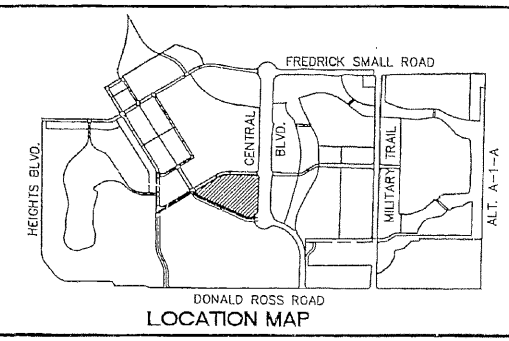 FREDRICK SMALL ROAD
HEIGHTS BLVD.
CENTRAL
BLVD.
MILITARY TRAIL
ALT. A-1-A
DONALD ROSS ROAD
LOCATION MAP